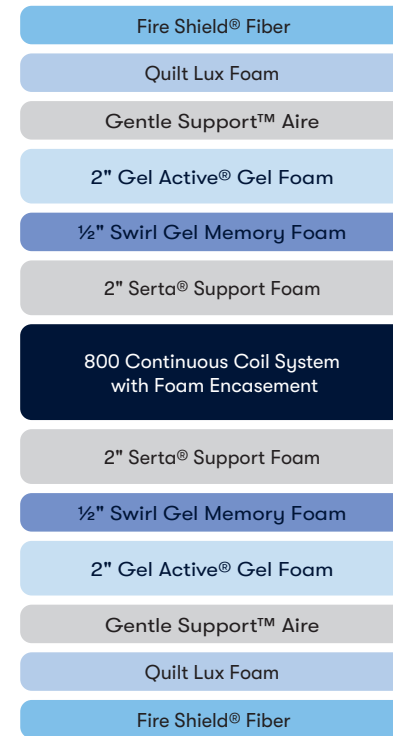 Fire Shield® Fiber
Quilt Lux Foam
Gentle Support™ Aire
2" Gel Active® Gel Foam
½" Swirl Gel Memory Foam
2" Serta® Support Foam
800 Continuous Coil System
with Foam Encasement
2" Serta® Support Foam
½" Swirl Gel Memory Foam
2" Gel Active® Gel Foam
Gentle Support™ Aire
Quilt Lux Foam
Fire Shield® Fiber